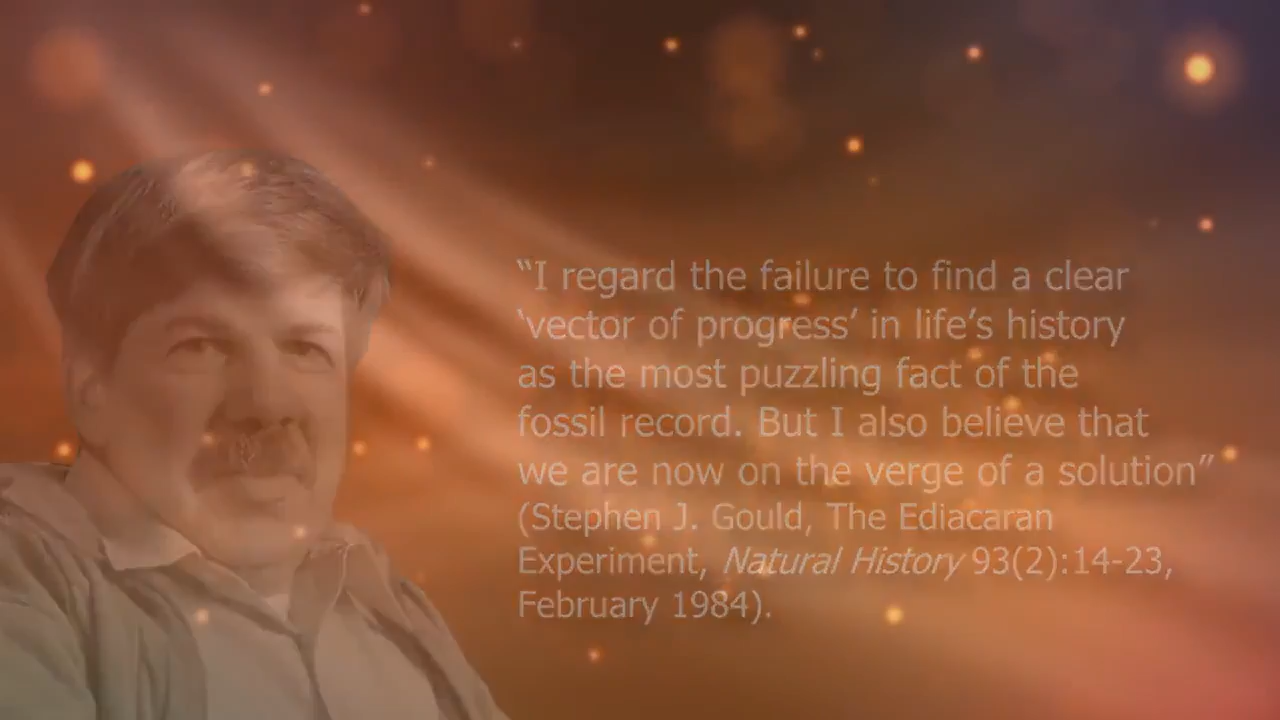 “I regard the failure to find a clear
‘vector of progress’ in life’s history
as the most puzzling fact of the
fossil record. But I also believe that
we are now on the verge of a solution”
(Stephen J. Gould, The Ediacaran
Experiment, Natural History 93(2):14-23,
February 1984).